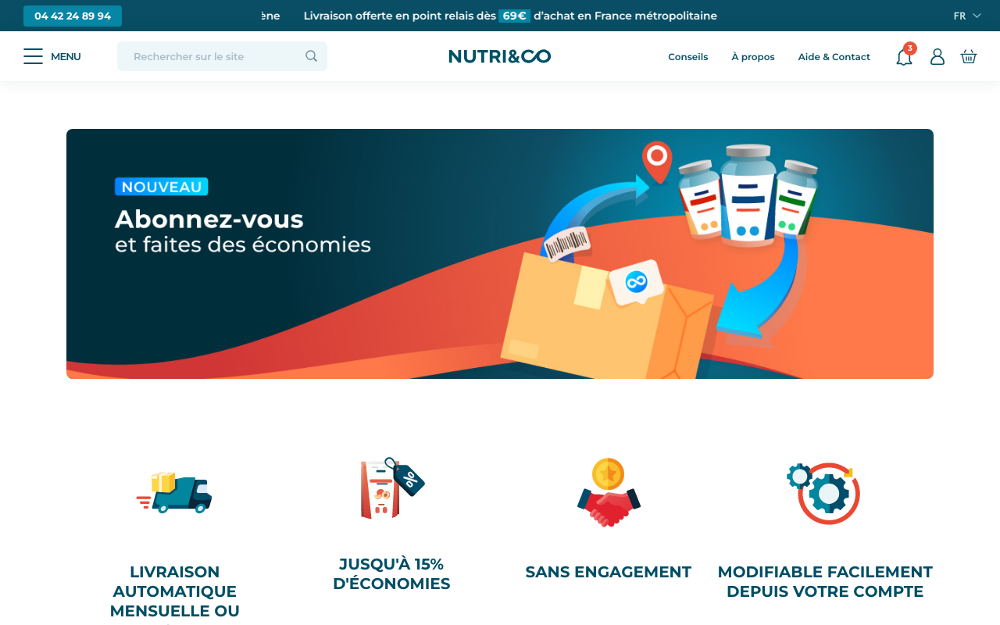 04 42 24 89 94
ène Livraison offerte en point relais dès 69€ d'achat en France métropolitaine
FR
MENU
Rechercher sur le site
NUTRI&CO
Conseils
À propos
Aide & Contact
3
NOUVEAU
Abonnez-vous
et faites des économies
%
LIVRAISON
AUTOMATIQUE
MENSUELLE OU
JUSQU'À 15%
D'ÉCONOMIES
SANS ENGAGEMENT
MODIFIABLE FACILEMENT
DEPUIS VOTRE COMPTE